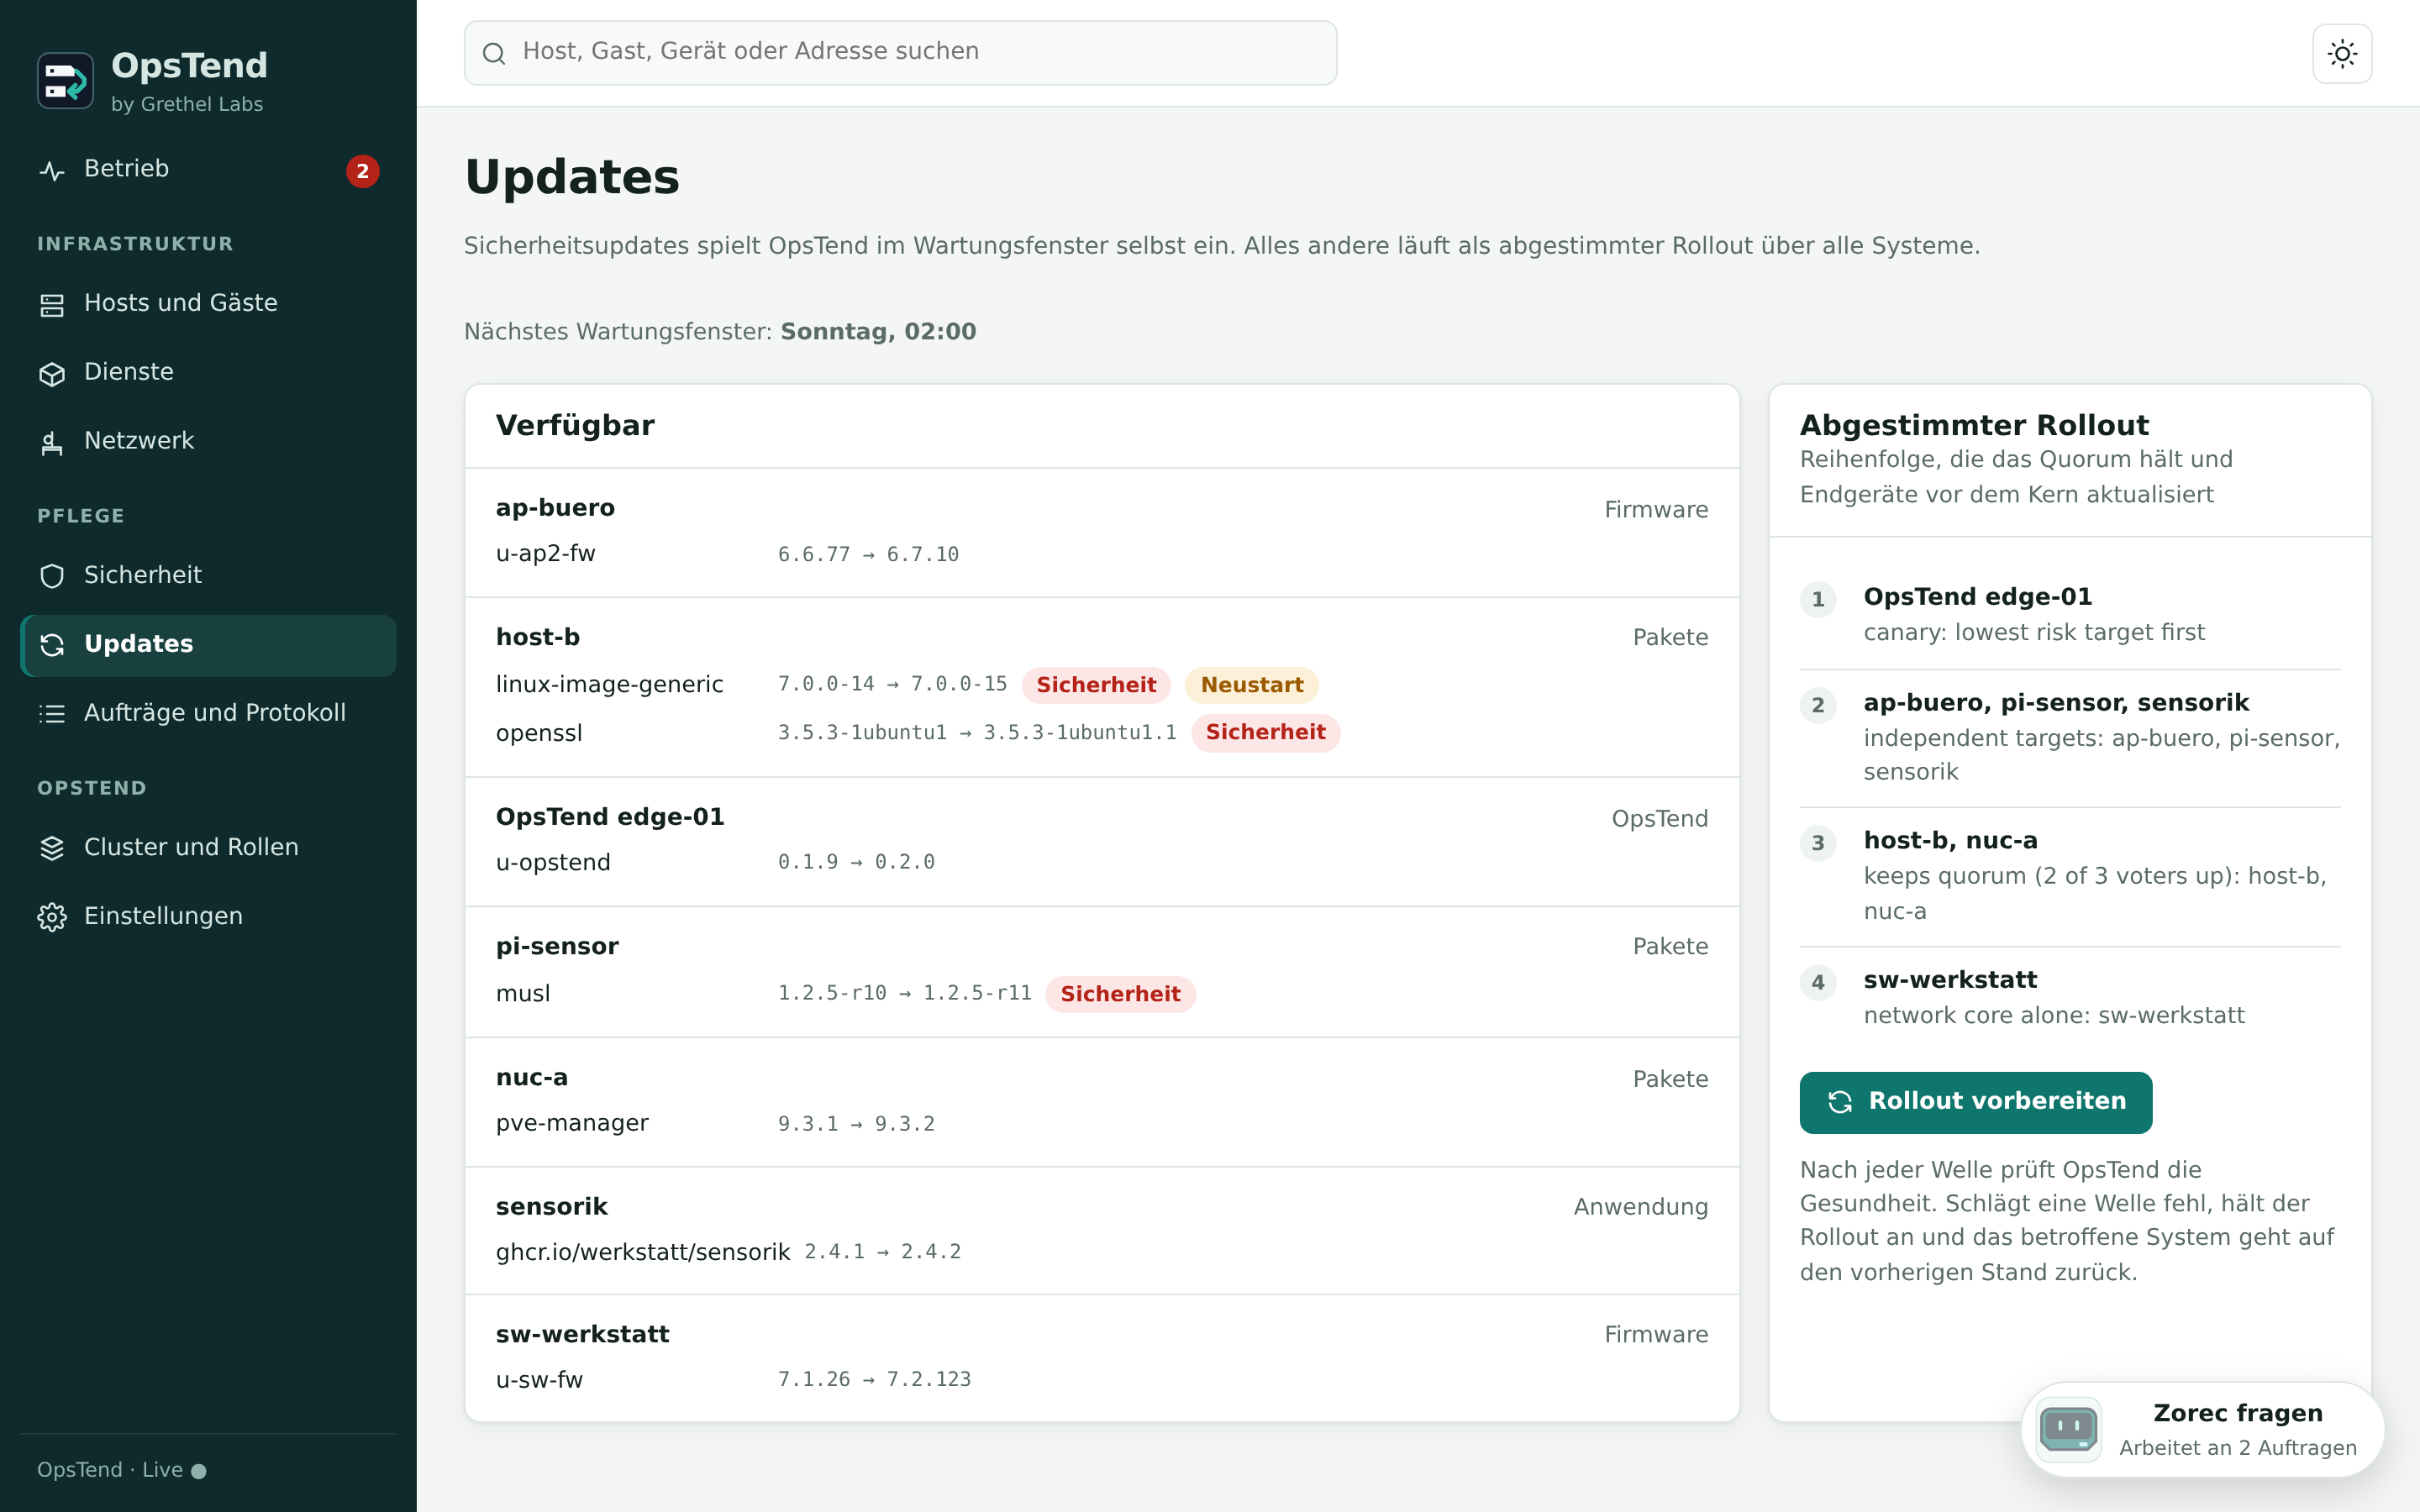 OpsTend
by Grethel Labs
Betrieb 2
INFRASTRUKTUR
Hosts und Gäste
Dienste
Netzwerk
PFLEGE
Sicherheit
Updates
Aufträge und Protokoll
OPSTEND
Cluster und Rollen
Einstellungen
OpsTend · Live
Host, Gast, Gerät oder Adresse suchen
Updates
Sicherheitsupdates spielt OpsTend im Wartungsfenster selbst ein. Alles andere läuft als abgestimmter Rollout über alle Systeme.
Nächstes Wartungsfenster: Sonntag, 02:00
Verfügbar
ap-buero Firmware
u-ap2-fw 6.6.77 → 6.7.10
host-b Pakete
linux-image-generic 7.0.0-14 → 7.0.0-15 Sicherheit Neustart
openssl 3.5.3-1ubuntu1 → 3.5.3-1ubuntu1.1 Sicherheit
OpsTend edge-01 OpsTend
u-opstend 0.1.9 → 0.2.0
pi-sensor Pakete
musl 1.2.5-r10 → 1.2.5-r11 Sicherheit
nuc-a Pakete
pve-manager 9.3.1 → 9.3.2
sensorik Anwendung
ghcr.io/werkstatt/sensorik 2.4.1 → 2.4.2
sw-werkstatt Firmware
u-sw-fw 7.1.26 → 7.2.123
Abgestimmter Rollout
Reihenfolge, die das Quorum hält und
Endgeräte vor dem Kern aktualisiert
1 OpsTend edge-01
canary: lowest risk target first
2 ap-buero, pi-sensor, sensorik
independent targets: ap-buero, pi-sensor,
sensorik
3 host-b, nuc-a
keeps quorum (2 of 3 voters up): host-b,
nuc-a
4 sw-werkstatt
network core alone: sw-werkstatt
Rollout vorbereiten
Nach jeder Welle prüft OpsTend die
Gesundheit. Schlägt eine Welle fehl, hält der
Rollout an und das betroffene System geht auf
den vorherigen Stand zurück.
Zorec fragen
Arbeitet an 2 Auftragen